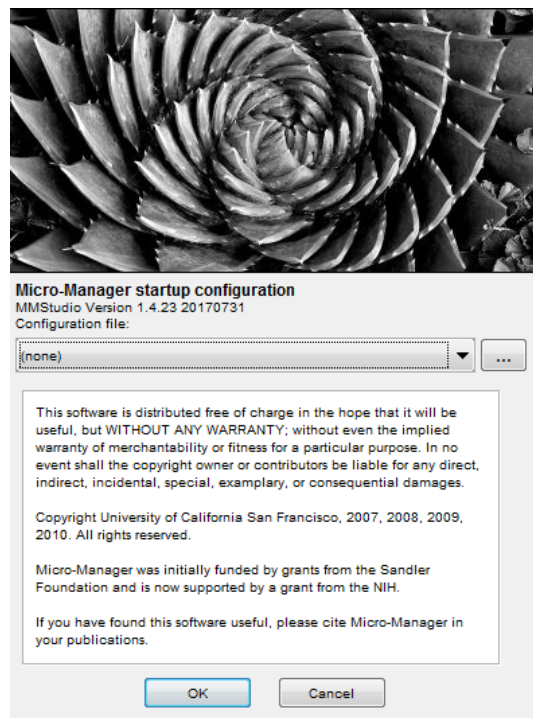 Micro-Manager startup configuration
MMStudio Version 1.4.23 20170731
Configuration file:
(none)
...
This software is distributed free of charge in the hope that it will be
useful, but WITHOUT ANY WARRANTY; without even the implied
warranty of merchantability or fitness for a particular purpose. In no
event shall the copyright owner or contributors be liable for any direct,
indirect, incidental, special, examplary, or consequential damages.
Copyright University of California San Francisco, 2007, 2008, 2009,
2010. All rights reserved.
Micro-Manager was initially funded by grants from the Sandler
Foundation and is now supported by a grant from the NIH.
If you have found this software useful, please cite Micro-Manager in
your publications.
OK
Cancel